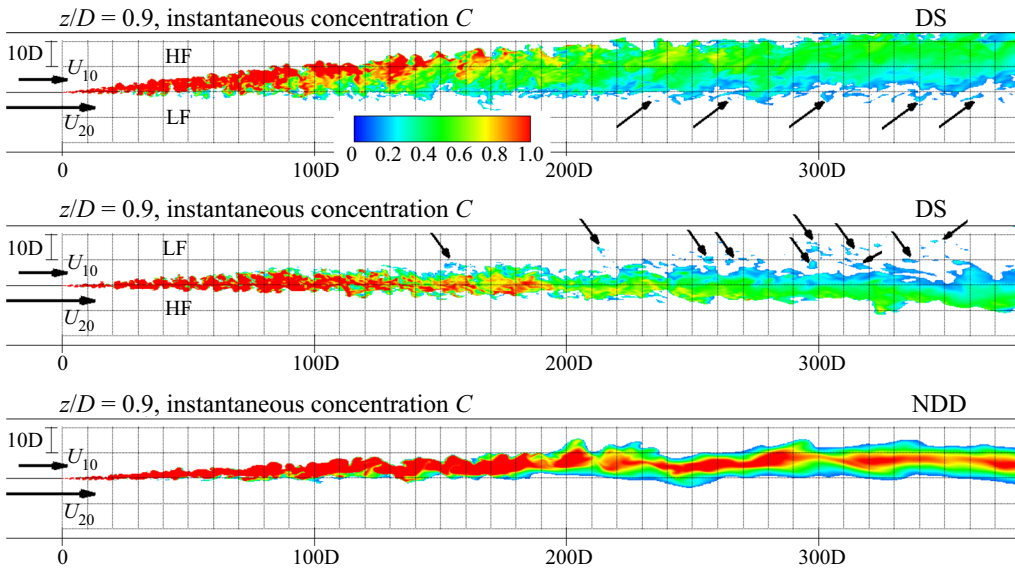 z/D = 0.9, instantaneous concentration C DS
10D
HF
U10
U20
LF
0 0.2 0.4 0.6 0.8 1.0
0 100D 200D 300D
z/D = 0.9, instantaneous concentration C DS
10D
LF
U10
U20
HF
0 100D 200D 300D
z/D = 0.9, instantaneous concentration C NDD
10D
U10
U20
0 100D 200D 300D